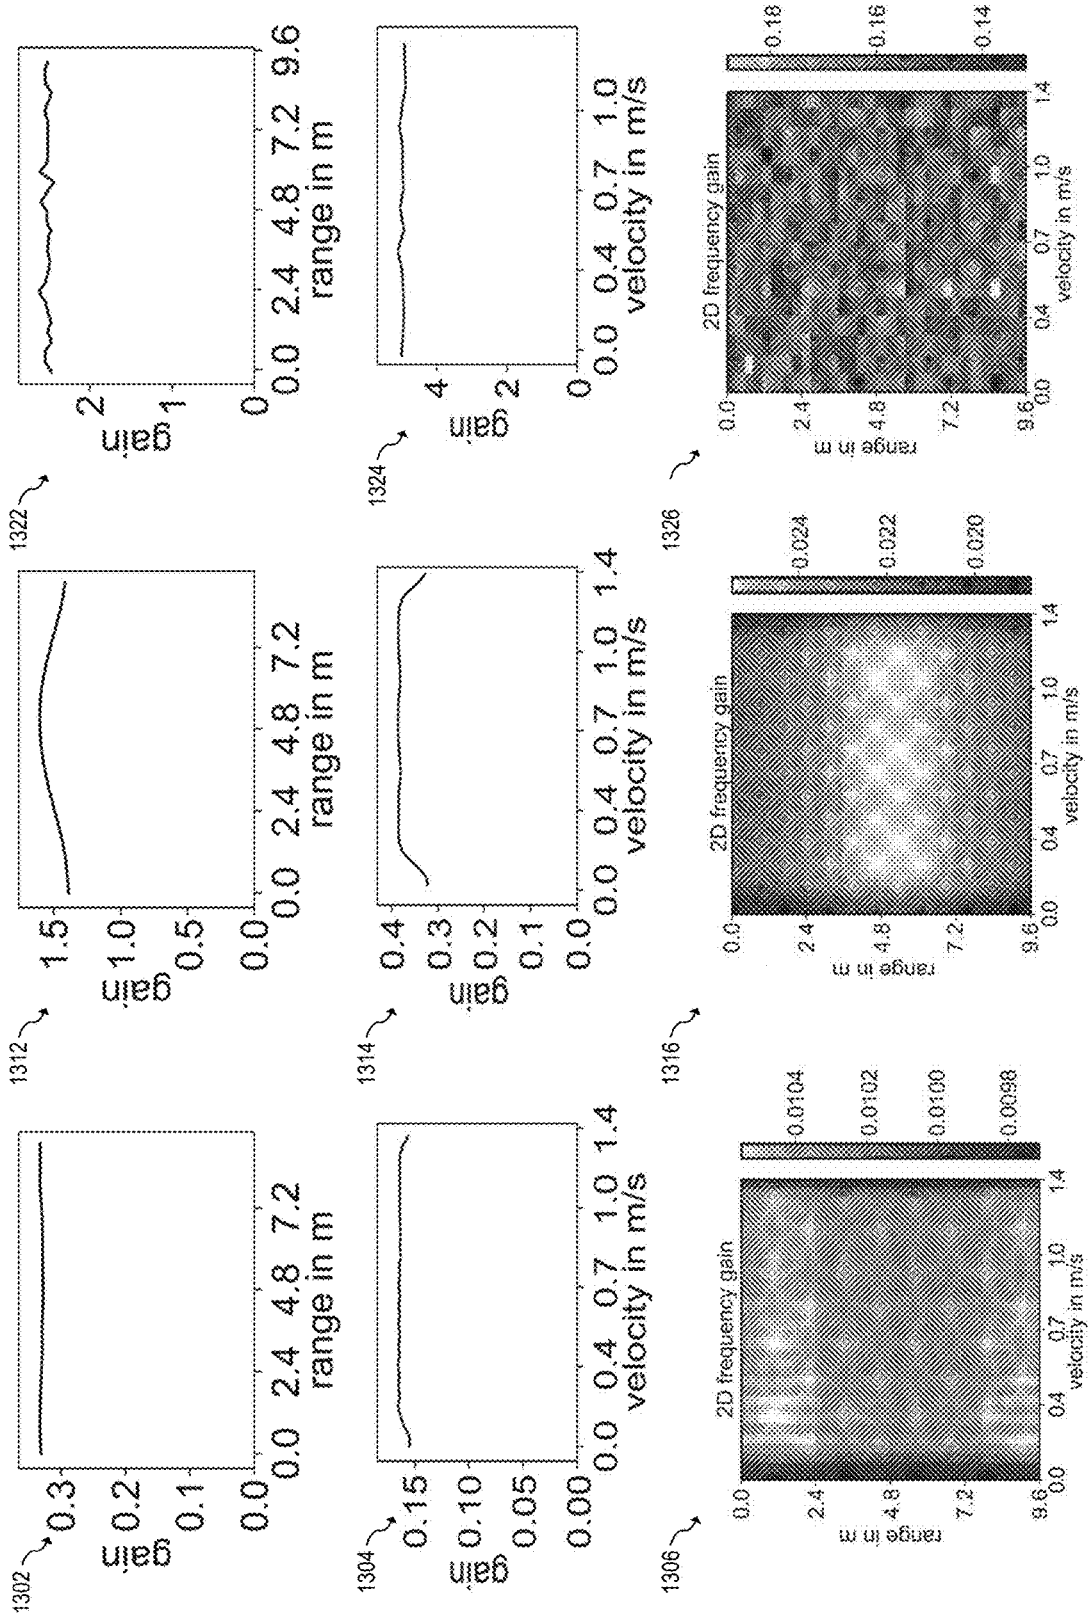 1302
gain
0.3
0.2
0.1
0.0
0.0 2.4 4.8 7.2
range in m
1312
gain
1.5
1.0
0.5
0.0
0.0 2.4 4.8 7.2
range in m
1322
gain
2
1
0
0.0 2.4 4.8 7.2 9.6
range in m
1304
gain
0.15
0.10
0.05
0.00
0.0 0.4 0.7 1.0 1.4
velocity in m/s
1314
gain
0.4
0.3
0.2
0.1
0.0
0.0 0.4 0.7 1.0 1.4
velocity in m/s
1324
gain
4
2
0
0.0 0.4 0.7 1.0
velocity in m/s
1306
2D frequency gain
range in m
0.0
2.4
4.8
7.2
9.6
0.0 0.4 0.7 1.0 1.4
velocity in m/s
0.0104
0.0102
0.0100
0.0098
1316
2D frequency gain
range in m
0.0
2.4
4.8
7.2
9.6
0.0 0.4 0.7 1.0 1.4
velocity in m/s
0.024
0.022
0.020
1326
2D frequency gain
range in m
0.0
2.4
4.8
7.2
9.6
0.0 0.4 0.7 1.0 1.4
velocity in m/s
0.18
0.16
0.14